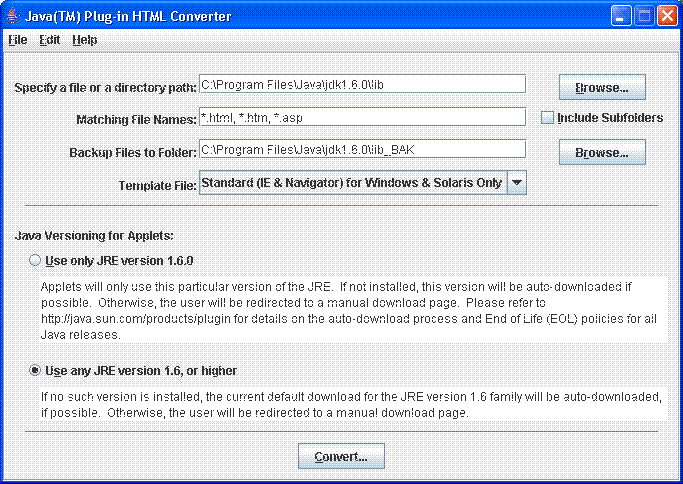 Java(TM) Plug-in HTML Converter
File Edit Help
Specify a file or a directory path: C:\Program Files\Java\jdk1.6.0\lib Browse...
Matching File Names: *.html, *.htm, *.asp Include Subfolders
Backup Files to Folder: C:\Program Files\Java\jdk1.6.0\lib_BAK Browse...
Template File: Standard (IE & Navigator) for Windows & Solaris Only
Java Versioning for Applets:
Use only JRE version 1.6.0
Applets will only use this particular version of the JRE. If not installed, this version will be auto-downloaded if
possible. Otherwise, the user will be redirected to a manual download page. Please refer to
http://java.sun.com/products/plugin for details on the auto-download process and End of Life (EOL) policies for all
Java releases.
Use any JRE version 1.6, or higher
If no such version is installed, the current default download for the JRE version 1.6 family will be auto-downloaded,
if possible. Otherwise, the user will be redirected to a manual download page.
Convert...